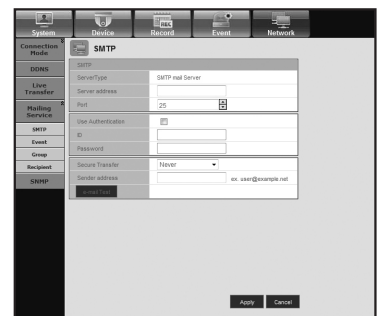 System Device Record Event Network
REC
Connection Mode
DDNS
Live Transfer
Mailing Service
SMTP
Event
Group
Recipient
SNMP
SMTP
SMTP
ServerType SMTP mail Server
Server address
Port 25
Use Authentication
ID
Password
Secure Transfer Never
Sender address ex. user@example.net
e-mail Test
Apply Cancel